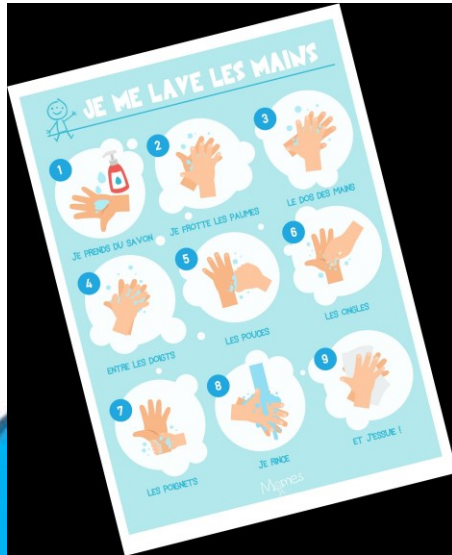 JE ME LAVE LES MAINS
1
2
3
JE PRENDS DU SAVON
JE FROTTE LES PAUMES
LE DOS DES MAINS
4
5
6
ENTRE LES DOIGTS
LES POUCES
LES ONGLES
7
8
9
LES POIGNETS
JE RINCE
ET J'ESSUIE !
Momes